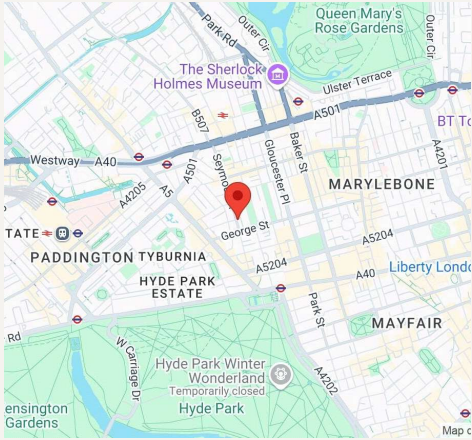 Queen Mary's
Rose Gardens
Outer Cir
Outer Cir
Park Rd
The Sherlock
Holmes Museum
Ulster Terrace
A501
BT To
B507
Baker St
Gloucester Pl
A4201
Westway
A40
A501
A4205
A5
Seymou
MARYLEBONE
TATE
PADDINGTON
TYBURNIA
George St
A5204
A5204
HYDE PARK
ESTATE
A40
Liberty Londo
Park St
MAYFAIR
Rd
W Carriage Dr
Hyde Park Winter
Wonderland
Temporarily closed
A4202
ensington
Gardens
Hyde Park
Map d